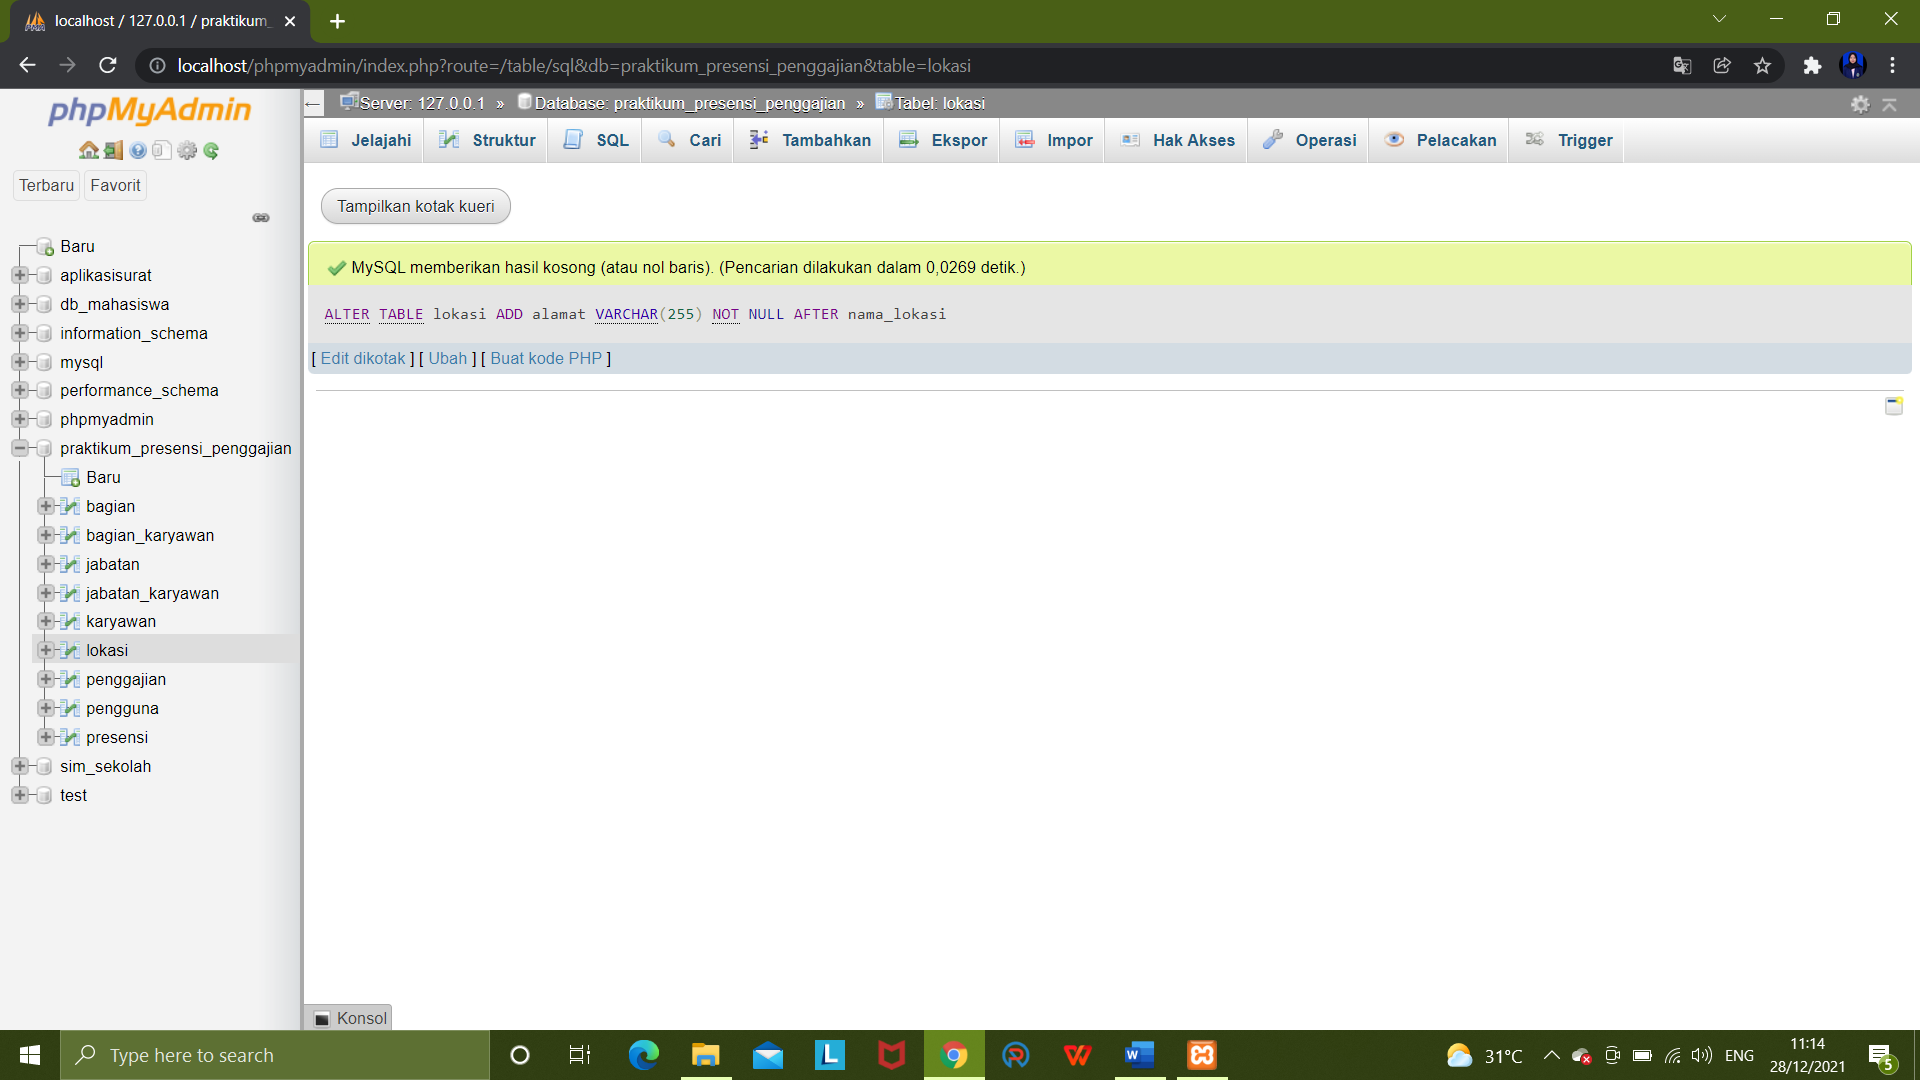 localhost / 127.0.0.1 / praktikum_
localhost/phpmyadmin/index.php?route=/table/sql&db=praktikum_presensi_penggajian&table=lokasi
phpMyAdmin
Terbaru Favorit
Baru
aplikasisurat
db_mahasiswa
information_schema
mysql
performance_schema
phpmyadmin
praktikum_presensi_penggajian
Baru
bagian
bagian_karyawan
jabatan
jabatan_karyawan
karyawan
lokasi
penggajian
pengguna
presensi
sim_sekolah
test
Server: 127.0.0.1 » Database: praktikum_presensi_penggajian » Tabel: lokasi
Jelajahi Struktur SQL Cari Tambahkan Ekspor Impor Hak Akses Operasi Pelacakan Trigger
Tampilkan kotak kueri
MySQL memberikan hasil kosong (atau nol baris). (Pencarian dilakukan dalam 0,0269 detik.)
ALTER TABLE lokasi ADD alamat VARCHAR(255) NOT NULL AFTER nama_lokasi
[ Edit dikotak ] [ Ubah ] [ Buat kode PHP ]
Konsol
Type here to search
31°C
ENG
11:14
28/12/2021
5